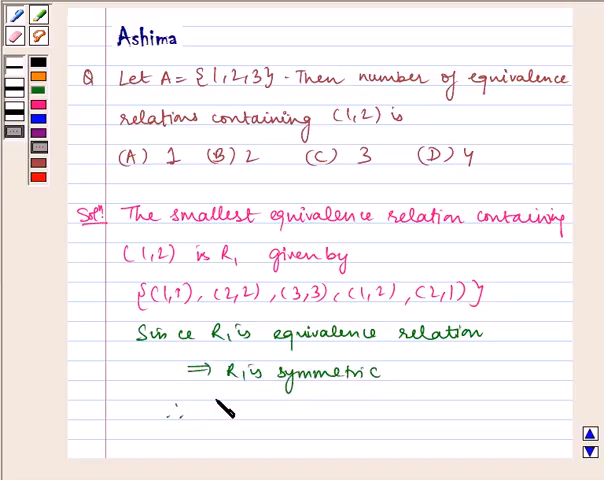 Ashima
Q Let A = {1,2,3} - Then number of equivalence
relations containing (1,2) is
(A) 1 (B) 2 (C) 3 (D) 4
Solⁿ: The smallest equivalence relation containing
(1,2) is R₁ given by
{(1,1), (2,2), (3,3), (1,2), (2,1)}
Since R₁ is equivalence relation
⇒ R₁ is symmetric
∴